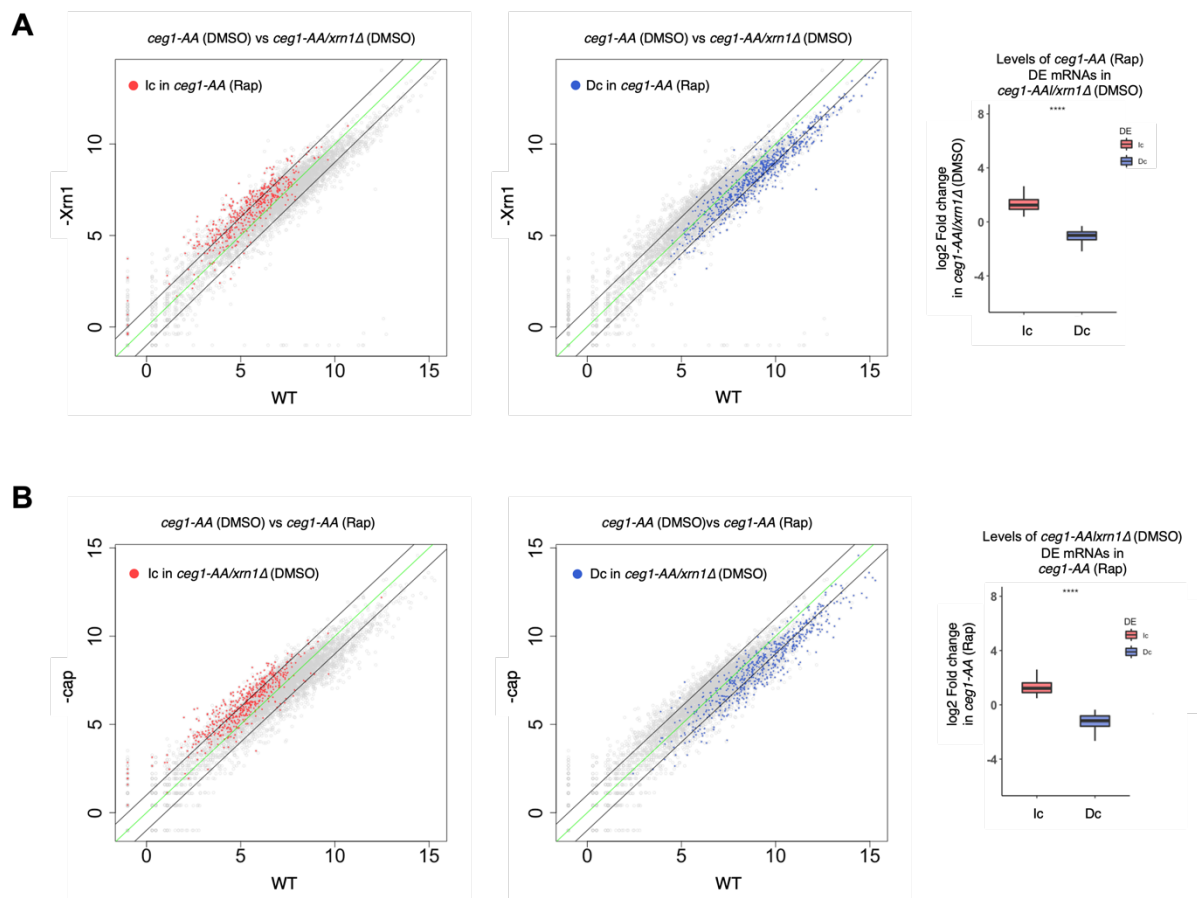 A
ceg1-AA (DMSO) vs ceg1-AA/xrn1Δ (DMSO)
Ic in ceg1-AA (Rap)
10
5
0
-Xrn1
0 5 10 15
WT
ceg1-AA (DMSO) vs ceg1-AA/xrn1Δ (DMSO)
Dc in ceg1-AA (Rap)
10
5
0
-Xrn1
0 5 10 15
WT
Levels of ceg1-AA (Rap)
DE mRNAs in
ceg1-AAl/xrn1Δ (DMSO)
****
8
4
0
-4
log2 Fold change
in ceg1-AAl/xrn1Δ (DMSO)
DE
Ic
Dc
Ic Dc
B
ceg1-AA (DMSO) vs ceg1-AA (Rap)
Ic in ceg1-AA/xrn1Δ (DMSO)
15
10
5
0
-cap
0 5 10 15
WT
ceg1-AA (DMSO)vs ceg1-AA (Rap)
Dc in ceg1-AA/xrn1Δ (DMSO)
15
10
5
0
-cap
0 5 10 15
WT
Levels of ceg1-AAlxrn1Δ (DMSO)
DE mRNAs in
ceg1-AA (Rap)
****
8
4
0
-4
log2 Fold change
in ceg1-AA (Rap)
DE
Ic
Dc
Ic Dc